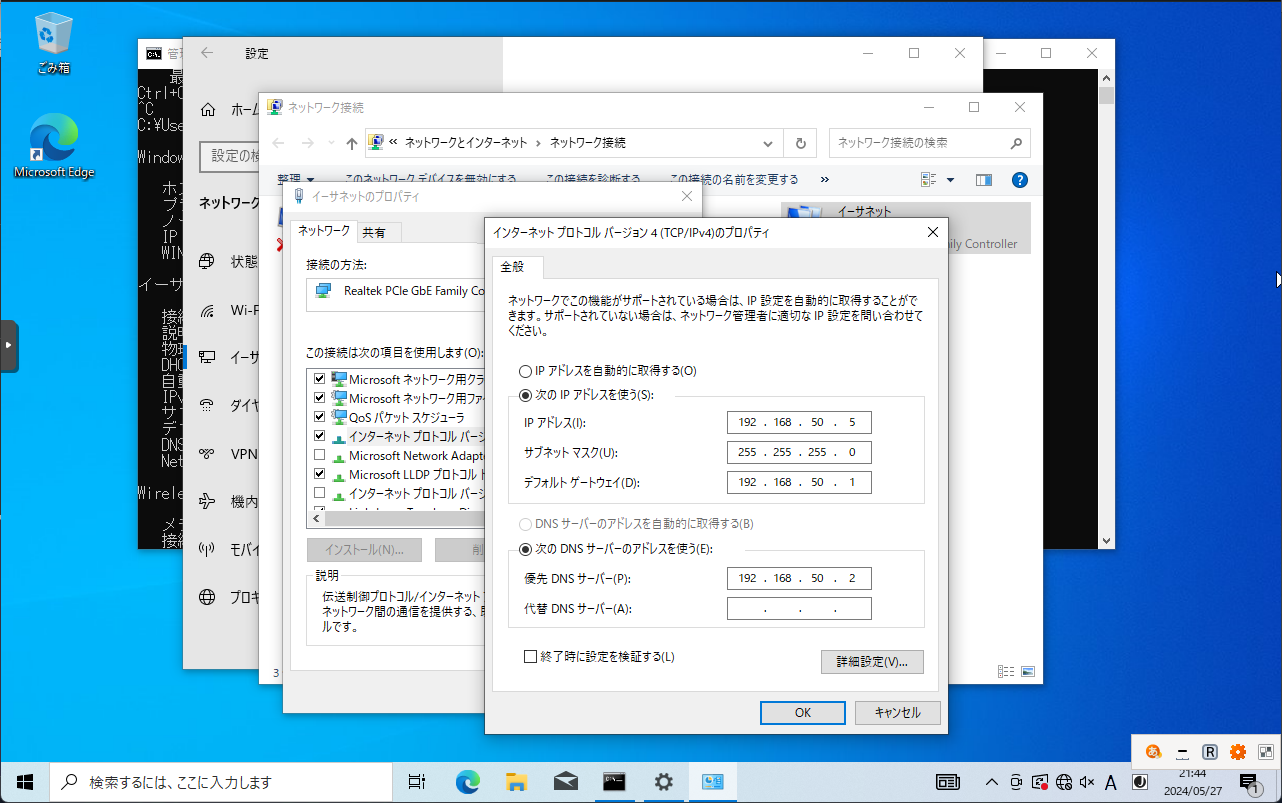 ごみ箱
Microsoft Edge
設定
Ctrl+C
^C
ネットワーク接続
ネットワークとインターネット
ネットワーク接続
ネットワーク接続の検索
整理
このネットワーク デバイスを無効にする
この接続を診断する
この接続の名前を変更する
»
イーサネットのプロパティ
イーサネット
ネットワーク
共有
接続の方法:
Realtek PCIe GbE Family Co
この接続は次の項目を使用します(O):
Microsoft ネットワーク用クラ
Microsoft ネットワーク用ファイ
QoS パケット スケジューラ
インターネット プロトコル バージ
Microsoft Network Adapt
Microsoft LLDP プロトコル ト
インターネット プロトコル バージ
インストール(N)...
削
説明
伝送制御プロトコル/インターネット
ネットワーク間の通信を提供する、
ルです。
インターネット プロトコル バージョン 4 (TCP/IPv4)のプロパティ
全般
ネットワークでこの機能がサポートされている場合は、IP 設定を自動的に取得することがで
きます。サポートされていない場合は、ネットワーク管理者に適切な IP 設定を問い合わせて
ください。
IP アドレスを自動的に取得する(O)
次の IP アドレスを使う(S):
IP アドレス(I): 192 . 168 . 50 . 5
サブネット マスク(U): 255 . 255 . 255 . 0
デフォルト ゲートウェイ(D): 192 . 168 . 50 . 1
DNS サーバーのアドレスを自動的に取得する(B)
次の DNS サーバーのアドレスを使う(E):
優先 DNS サーバー(P): 192 . 168 . 50 . 2
代替 DNS サーバー(A): . . .
終了時に設定を検証する(L)
詳細設定(V)...
OK
キャンセル
ily Controller
ホーム
設定の検
ネットワーク
状態
Wi-F
イーサ
ダイヤ
VPN
機内
モバイ
プロキ
3
検索するには、ここに入力します
あ
R
A
21:44
2024/05/27
1